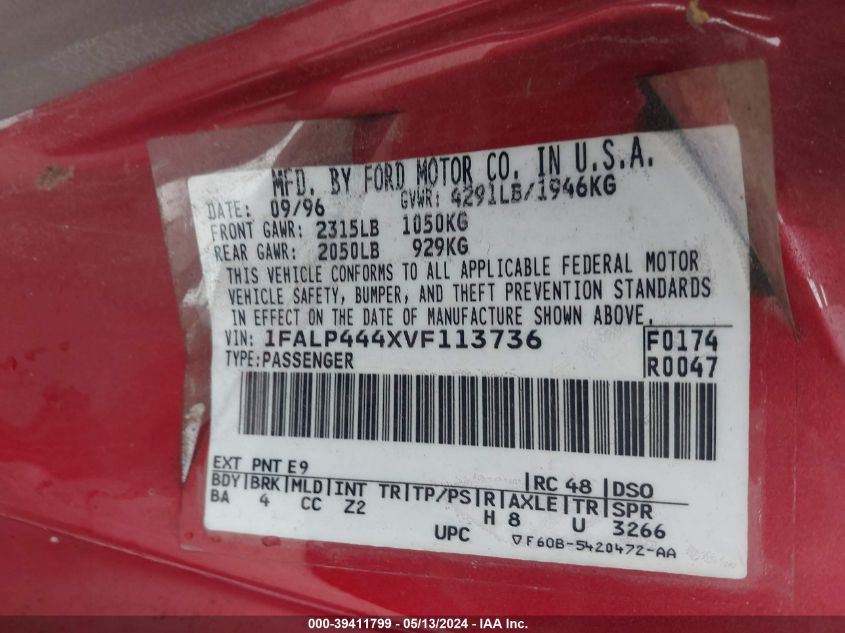 MFD. BY FORD MOTOR CO. IN U.S.A.
DATE: 09/96 GVWR: 4291LB/1946KG
FRONT GAWR: 2315LB 1050KG
REAR GAWR: 2050LB 929KG
THIS VEHICLE CONFORMS TO ALL APPLICABLE FEDERAL MOTOR
VEHICLE SAFETY, BUMPER, AND THEFT PREVENTION STANDARDS
IN EFFECT ON THE DATE OF MANUFACTURE SHOWN ABOVE.
VIN: 1FALP444XVF113736 F0174
TYPE:PASSENGER R0047
EXT PNT E9 RC 48 DSO
BDY|BRK|MLD|INT TR|TP/PS|R|AXLE|TR|SPR
BA 4 CC Z2 H 8 U 3266
UPC ▽F60B-5420472-AA
000-39411799 - 05/13/2024 - IAA Inc.